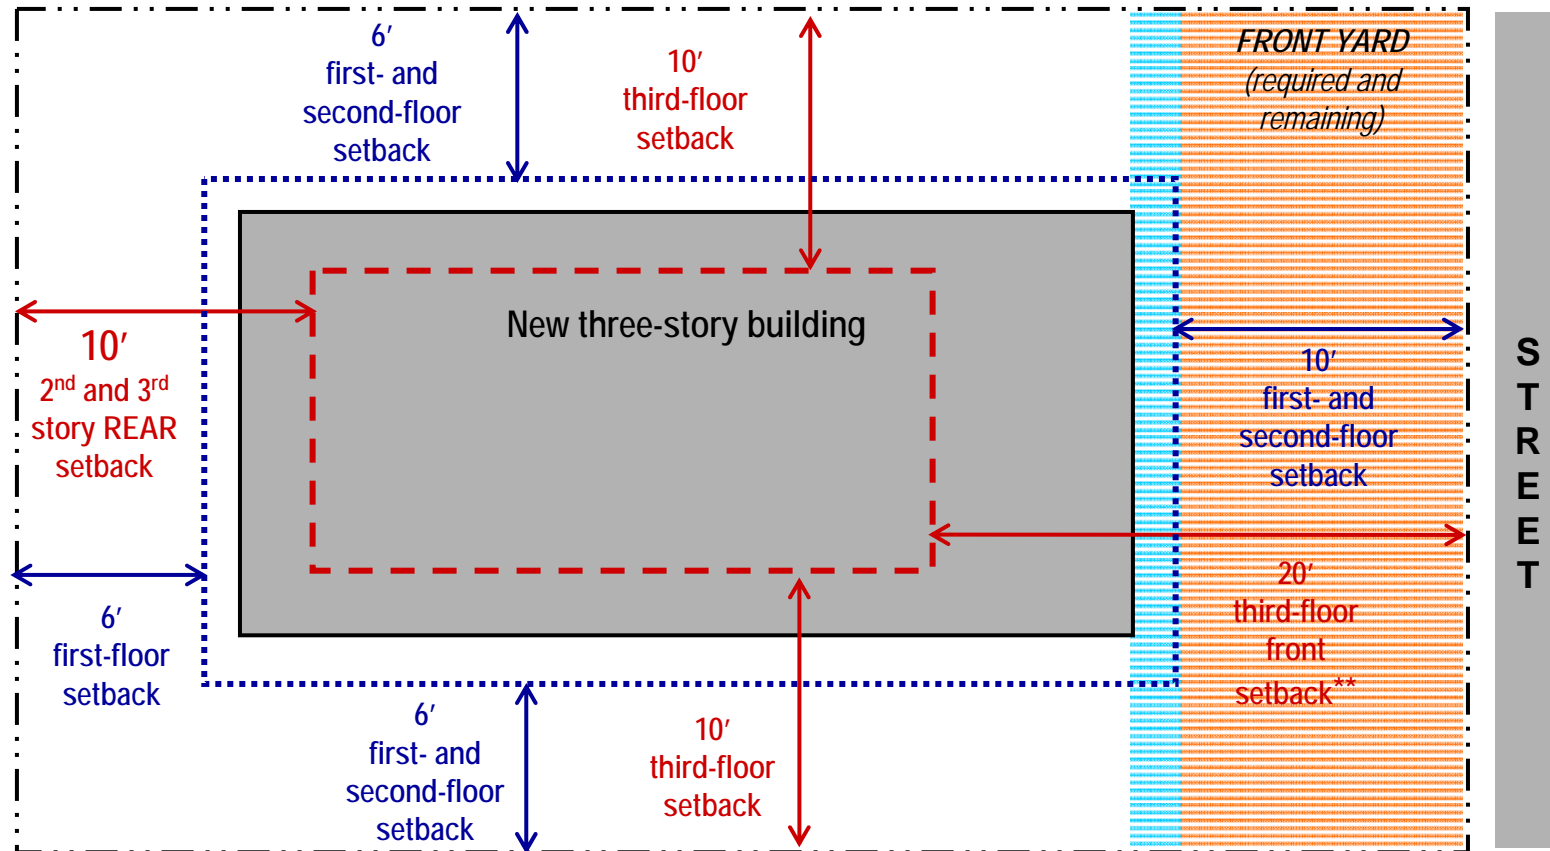 6′
first- and
second-floor
setback
10′
third-floor
setback
FRONT YARD
(required and
remaining)
New three-story building
10′
2nd and 3rd
story REAR
setback
10′
first- and
second-floor
setback
S
T
R
E
E
T
6′
first-floor
setback
20′
third-floor
front
setback**
6′
first- and
second-floor
setback
10′
third-floor
setback